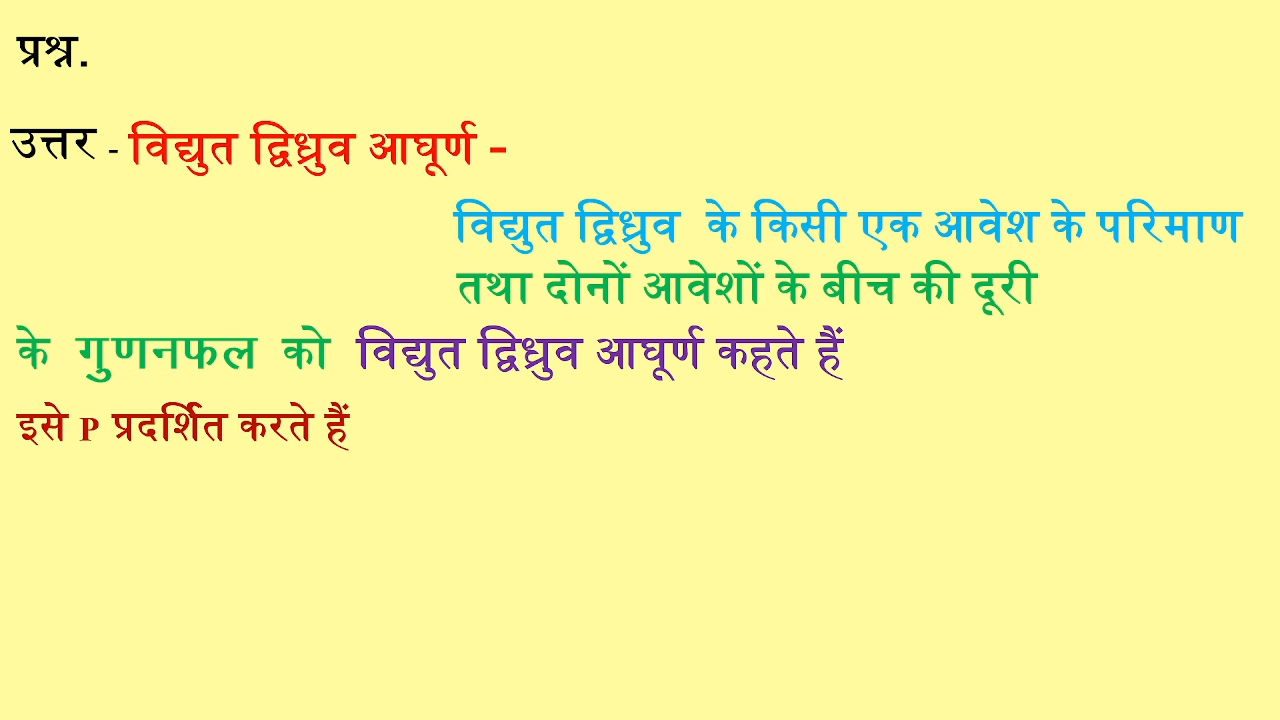 प्रश्न.
उत्तर - विद्युत द्विध्रुव आघूर्ण -
विद्युत द्विध्रुव के किसी एक आवेश के परिमाण
तथा दोनों आवेशों के बीच की दूरी
के गुणनफल को विद्युत द्विध्रुव आघूर्ण कहते हैं
इसे P प्रदर्शित करते हैं